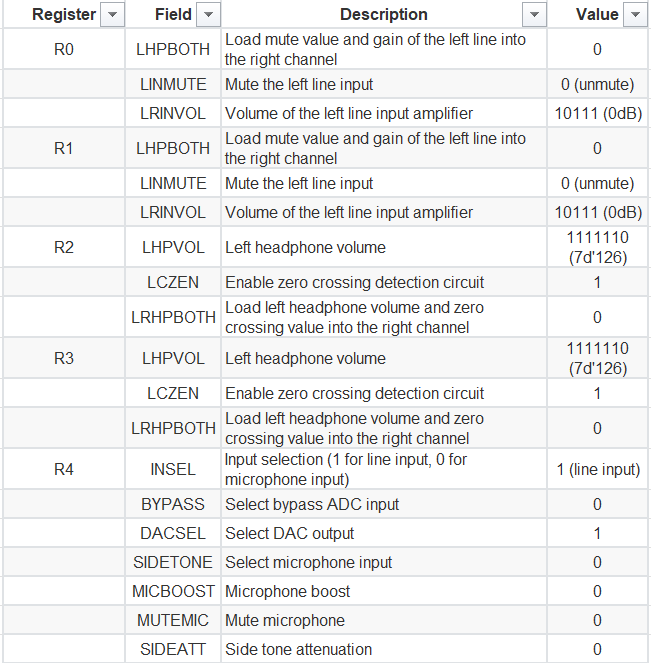 Register Field Description Value
R0 LHPBOTH Load mute value and gain of the left line into the right channel 0
LINMUTE Mute the left line input 0 (unmute)
LRINVOL Volume of the left line input amplifier 10111 (0dB)
R1 LHPBOTH Load mute value and gain of the left line into the right channel 0
LINMUTE Mute the left line input 0 (unmute)
LRINVOL Volume of the left line input amplifier 10111 (0dB)
R2 LHPVOL Left headphone volume 1111110 (7d'126)
LCZEN Enable zero crossing detection circuit 1
LRHPBOTH Load left headphone volume and zero crossing value into the right channel 0
R3 LHPVOL Left headphone volume 1111110 (7d'126)
LCZEN Enable zero crossing detection circuit 1
LRHPBOTH Load left headphone volume and zero crossing value into the right channel 0
R4 INSEL Input selection (1 for line input, 0 for microphone input) 1 (line input)
BYPASS Select bypass ADC input 0
DACSEL Select DAC output 1
SIDETONE Select microphone input 0
MICBOOST Microphone boost 0
MUTEMIC Mute microphone 0
SIDEATT Side tone attenuation 0